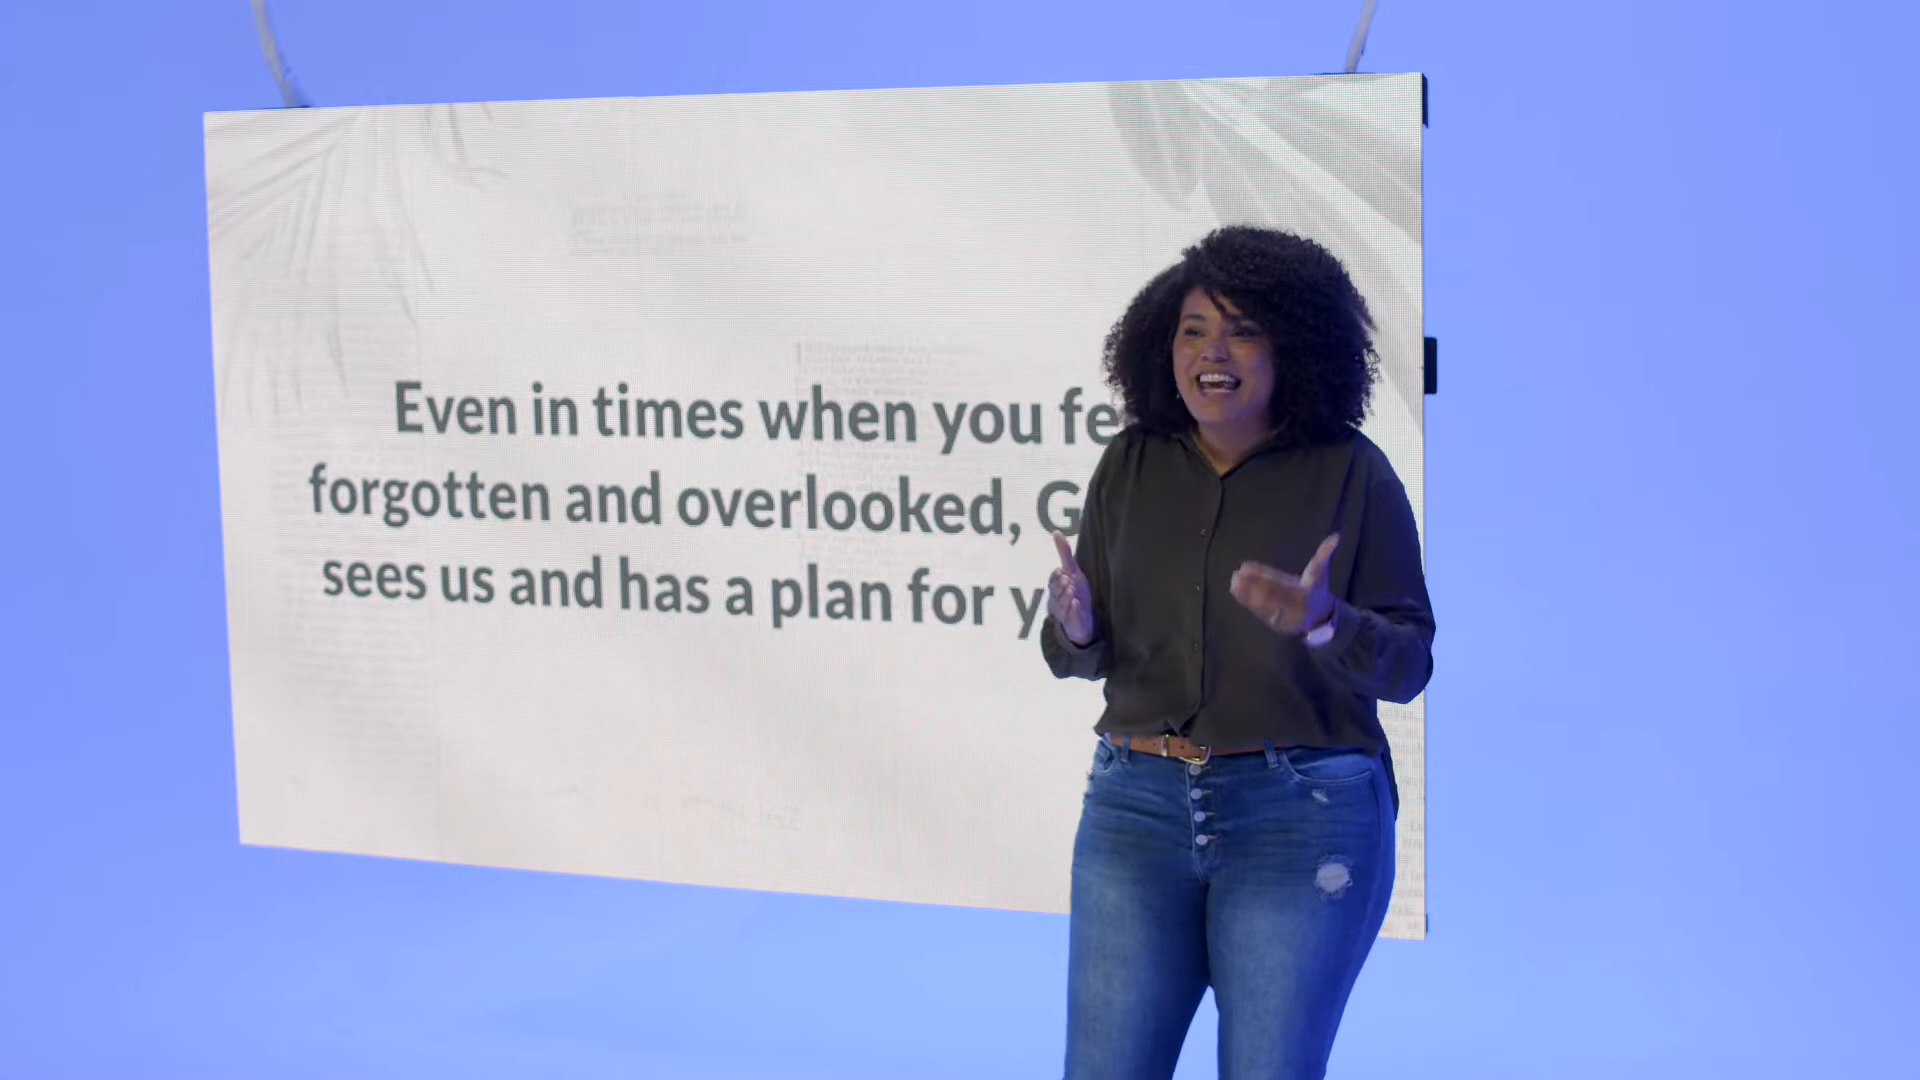 Even in times when you fe
forgotten and overlooked, G
sees us and has a plan for y